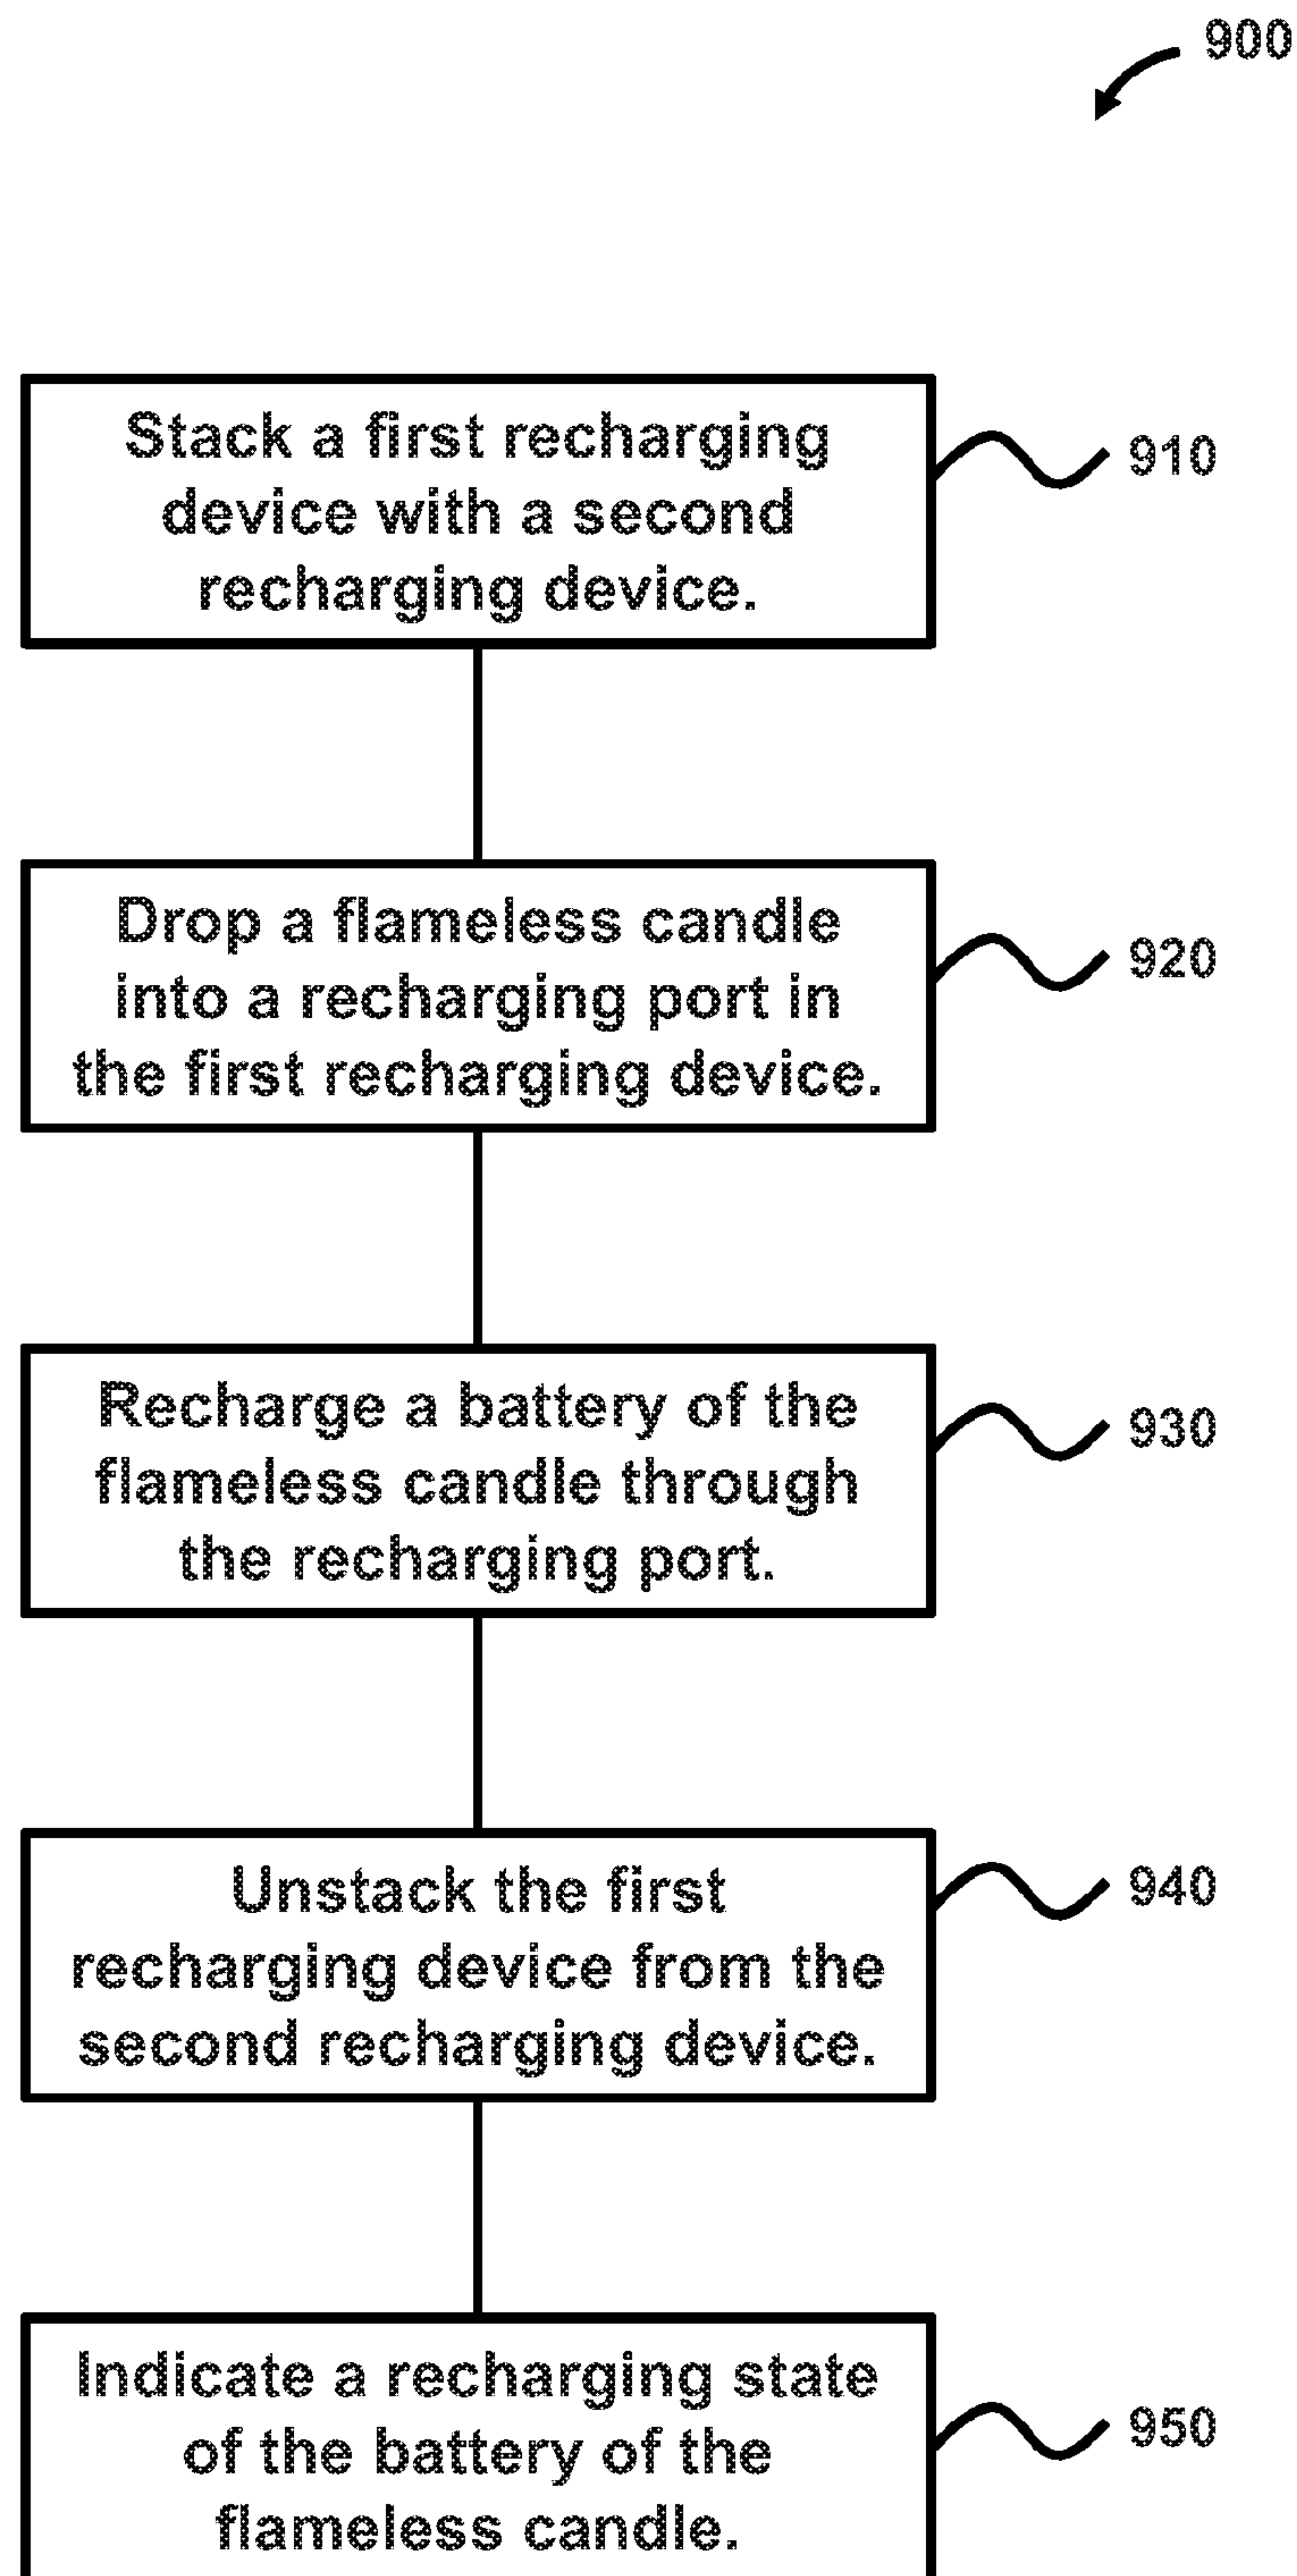 900
Stack a first recharging
device with a second
recharging device.
910
Drop a flameless candle
into a recharging port in
the first recharging device.
920
Recharge a battery of the
flameless candle through
the recharging port.
930
Unstack the first
recharging device from the
second recharging device.
940
Indicate a recharging state
of the battery of the
flameless candle.
950